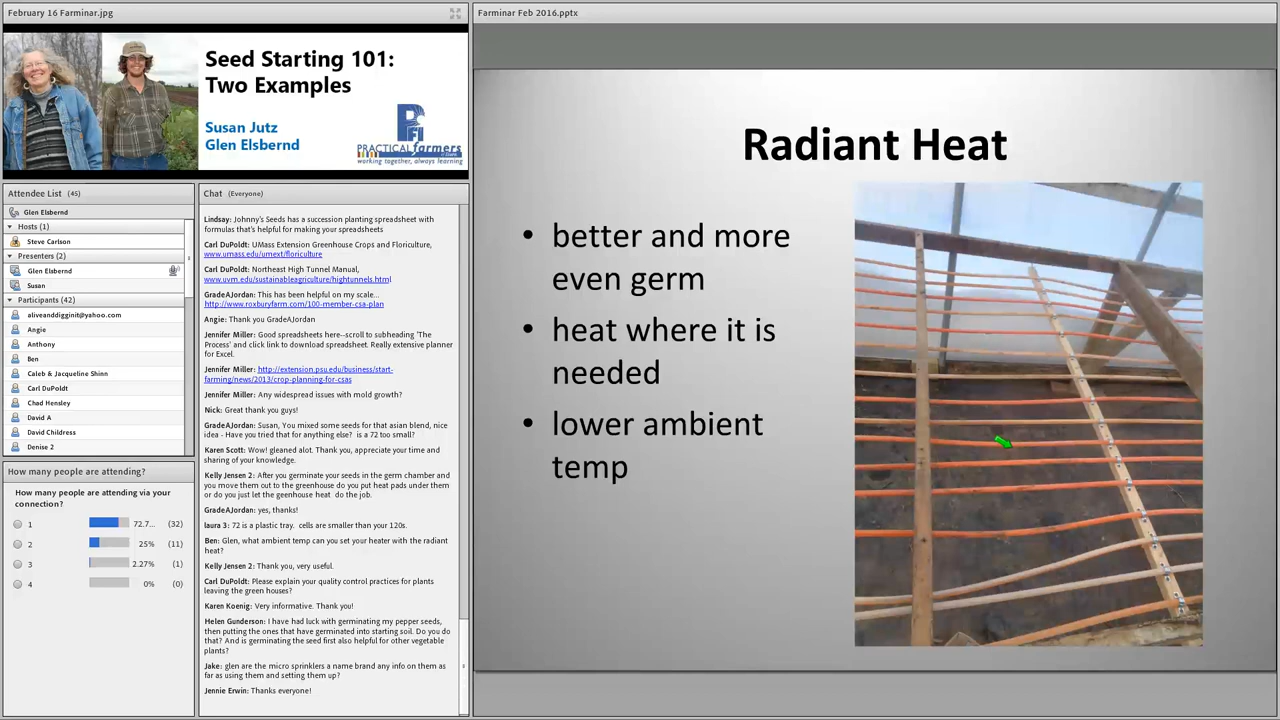 February 16 Farminar.jpg
Seed Starting 101:
Two Examples
Susan Jutz
Glen Elsbernd
PFI
PRACTICAL farmers
working together, always learning
Attendee List (45)
Glen Elsbernd
Hosts (1)
Steve Carlson
Presenters (2)
Glen Elsbernd
Susan
Participants (42)
aliveanddigginit@yahoo.com
Angie
Anthony
Ben
Caleb & Jacqueline Shinn
Carl DuPoldt
Chad Hensley
David A
David Childress
Denise 2
How many people are attending?
How many people are attending via your
connection?
1 72.7... (32)
2 25% (11)
3 2.27% (1)
4 0% (0)
Chat (Everyone)
Lindsay: Johnny's Seeds has a succession planting spreadsheet with
formulas that's helpful for making your spreadsheets
Carl DuPoldt: UMass Extension Greenhouse Crops and Floriculture,
www.umass.edu/umext/floriculture
Carl DuPoldt: Northeast High Tunnel Manual,
www.uvm.edu/sustainableagriculture/hightunnels.html
GradeAJordan: This has been helpful on my scale...
http://www.roxburyfarm.com/100-member-csa-plan
Angie: Thank you GradeAJordan
Jennifer Miller: Good spreadsheets here--scroll to subheading 'The
Process' and click link to download spreadsheet. Really extensive planner
for Excel.
Jennifer Miller: http://extension.psu.edu/business/start-
farming/news/2013/crop-planning-for-csas
Jennifer Miller: Any widespread issues with mold growth?
Nick: Great thank you guys!
GradeAJordan: Susan, You mixed some seeds for that asian blend, nice
idea - Have you tried that for anything else? is a 72 too small?
Karen Scott: Wow! gleaned alot. Thank you, appreciate your time and
sharing of your knowledge.
Kelly Jensen 2: After you germinate your seeds in the germ chamber and
you move them out to the greenhouse do you put heat pads under them
or do you just let the geenhouse heat do the job.
GradeAJordan: yes, thanks!
laura 3: 72 is a plastic tray. cells are smaller than your 120s.
Ben: Glen, what ambient temp can you set your heater with the radiant
heat?
Kelly Jensen 2: Thank you, very useful.
Carl DuPoldt: Please explain your quality control practices for plants
leaving the green houses?
Karen Koenig: Very informative. Thank you!
Helen Gunderson: I have had luck with germinating my pepper seeds,
then putting the ones that have germinated into starting soil. Do you do
that? And is germinating the seed first also helpful for other vegetable
plants?
Jake: glen are the micro sprinklers a name brand any info on them as
far as using them and setting them up?
Jennie Erwin: Thanks everyone!
Farminar Feb 2016.pptx
Radiant Heat
• better and more
even germ
• heat where it is
needed
• lower ambient
temp